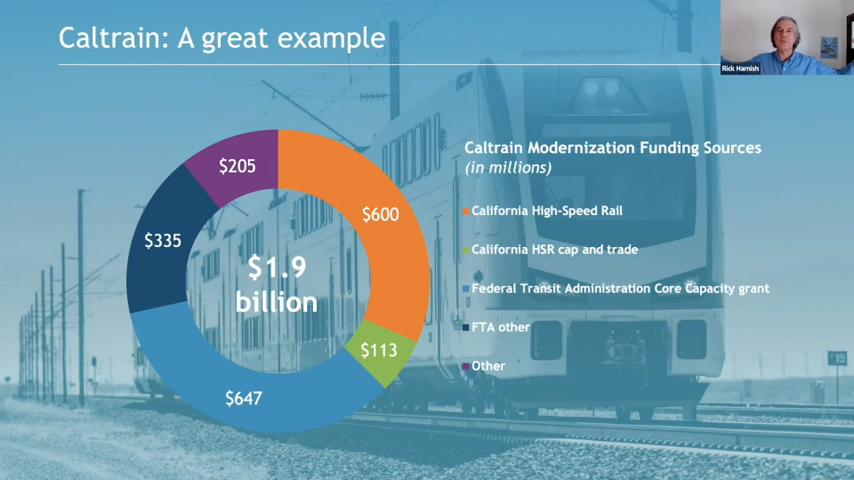 Caltrain: A great example
Rick Harnish
Caltrain Modernization Funding Sources
(in millions)
$205
$600
$335
$1.9
billion
$113
$647
California High-Speed Rail
California HSR cap and trade
Federal Transit Administration Core Capacity grant
FTA other
Other
15